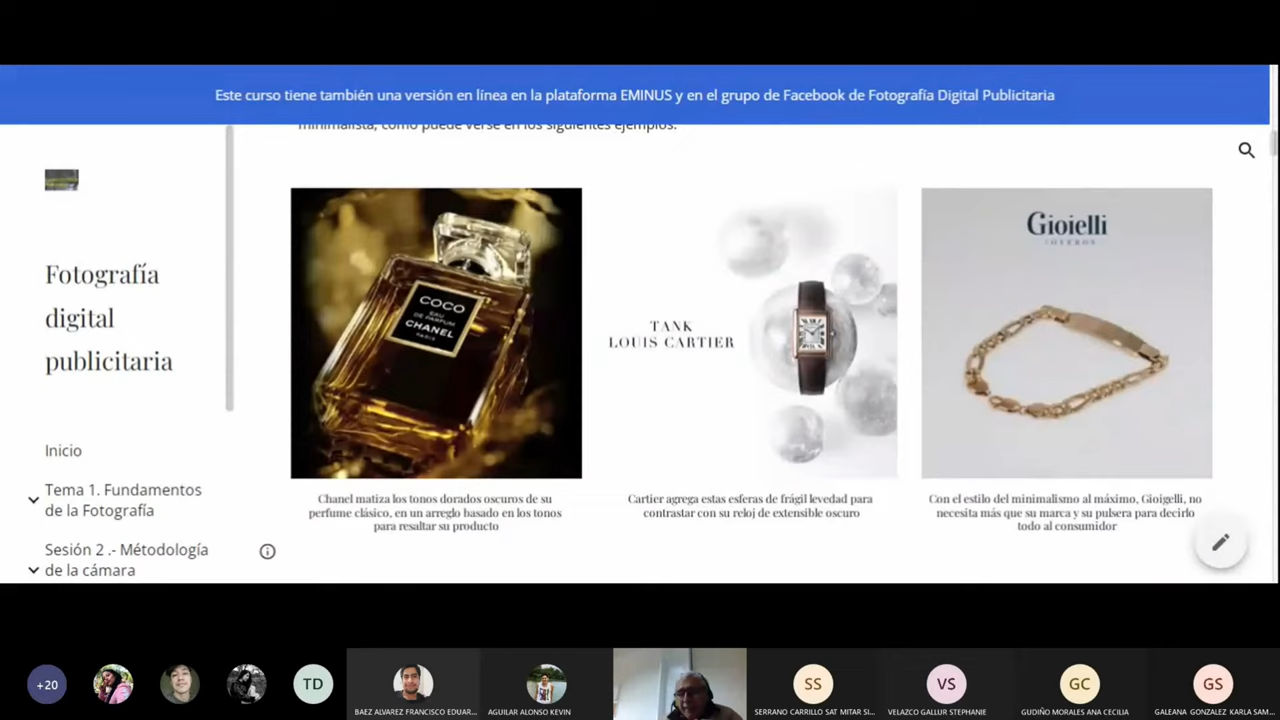 Este curso tiene también una versión en línea en la plataforma EMINUS y en el grupo de Facebook de Fotografía Digital Publicitaria
minimalista, como puede verse en los siguientes ejemplos:
Fotografía
digital
publicitaria
Inicio
Tema 1. Fundamentos
de la Fotografía
Sesión 2 .- Métodología
de la cámara
COCO
EAU
DE PARFUM
CHANEL
PARIS
TANK
LOUIS CARTIER
Gioielli
Chanel matiza los tonos dorados oscuros de su
perfume clásico, en un arreglo basado en los tonos
para resaltar su producto
Cartier agrega estas esferas de frágil levedad para
contrastar con su reloj de extensible oscuro
Con el estilo del minimalismo al máximo, Gioigelli, no
necesita más que su marca y su pulsera para decirlo
todo al consumidor
+20
TD
BAEZ ALVAREZ FRANCISCO EDUAR...
AGUILAR ALONSO KEVIN
SS
SERRANO CARRILLO SAT MITAR SI...
VS
VELAZCO GALLUR STEPHANIE
GC
GUDIÑO MORALES ANA CECILIA
GS
GALEANA GONZALEZ KARLA SAM...